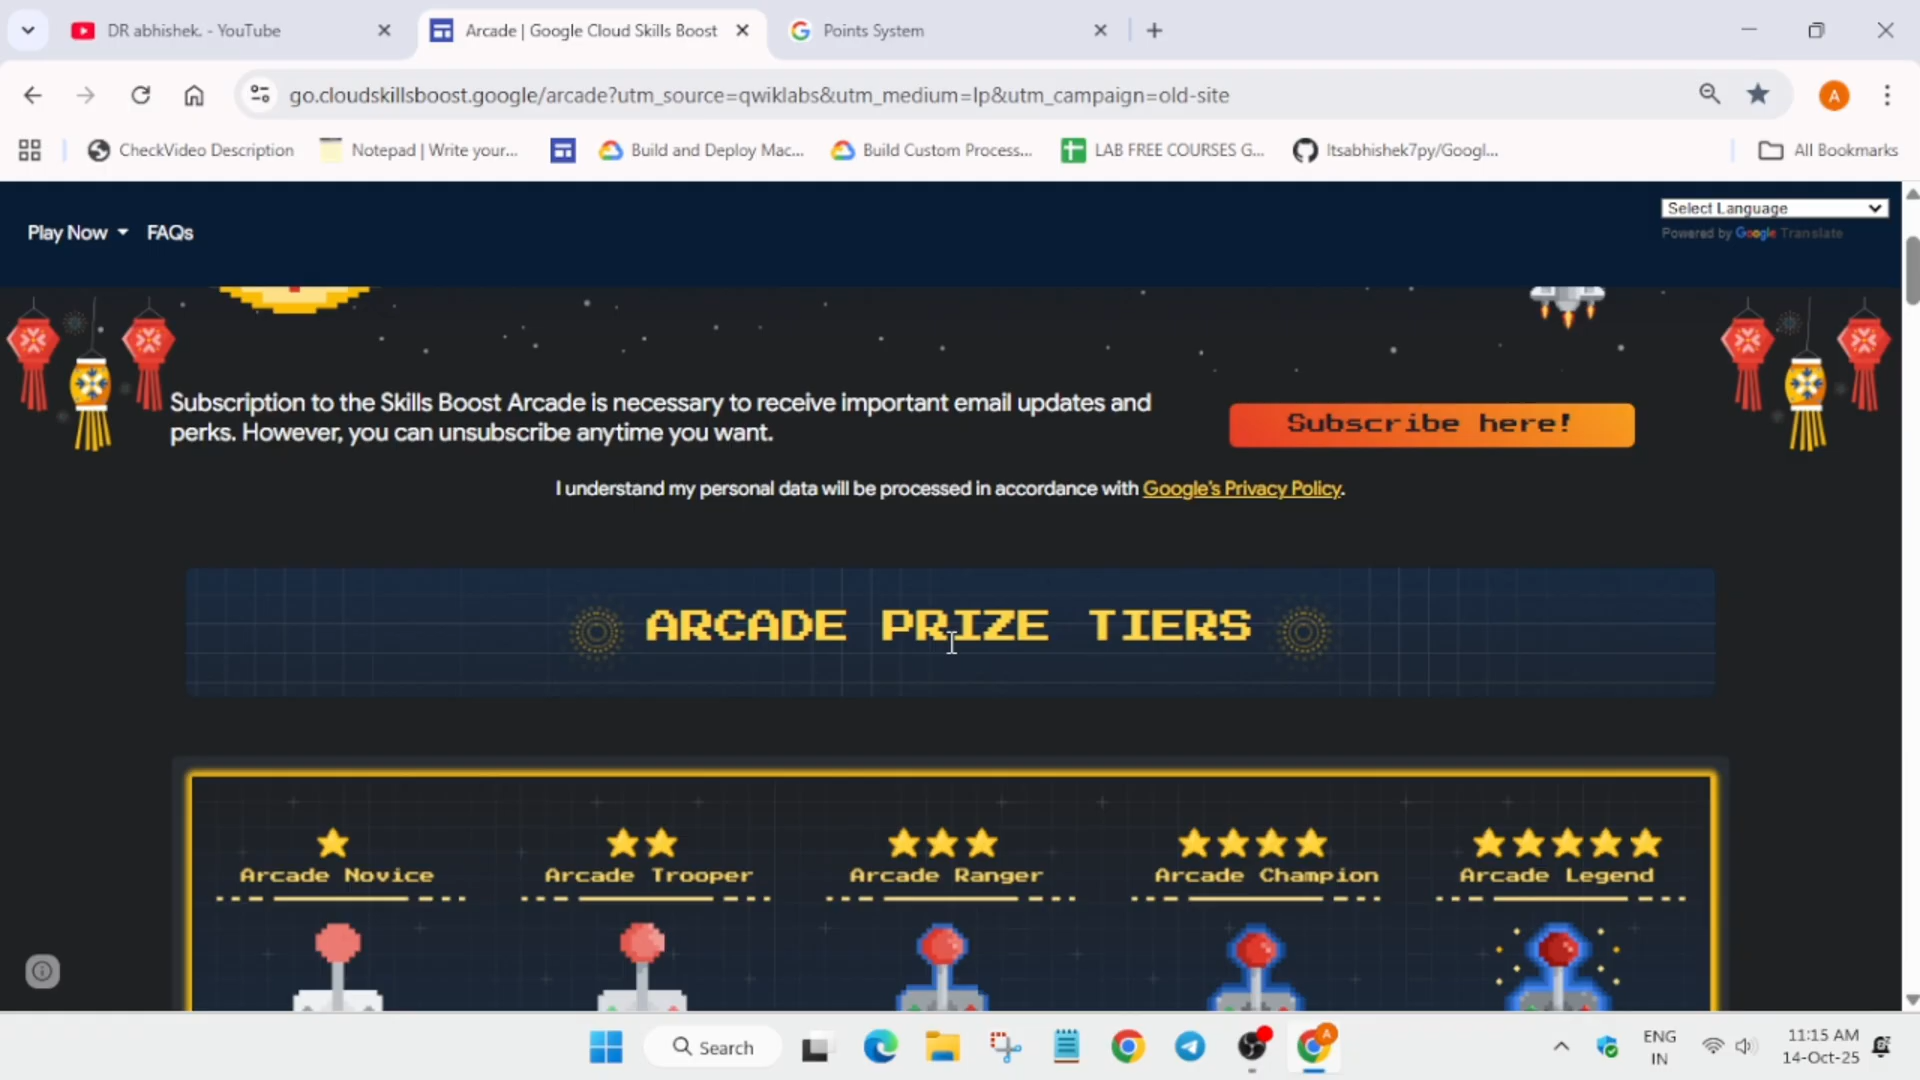 DR abhishek. - YouTube
Arcade | Google Cloud Skills Boost
Points System
go.cloudskillsboost.google/arcade?utm_source=qwiklabs&utm_medium=lp&utm_campaign=old-site
A
CheckVideo Description
Notepad | Write your...
Build and Deploy Mac...
Build Custom Process...
LAB FREE COURSES G...
Itsabhishek7py/Googl...
All Bookmarks
Play Now
FAQs
Select Language
Powered by Google Translate
Subscription to the Skills Boost Arcade is necessary to receive important email updates and
perks. However, you can unsubscribe anytime you want.
Subscribe here!
I understand my personal data will be processed in accordance with Google's Privacy Policy.
ARCADE PRIZE TIERS
Arcade Novice
Arcade Trooper
Arcade Ranger
Arcade Champion
Arcade Legend
Search
A
ENG
IN
11:15 AM
14-Oct-25